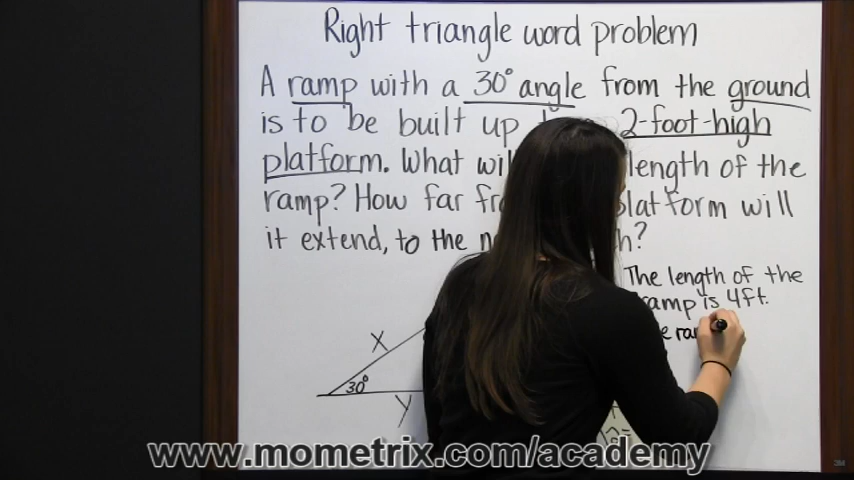 Right triangle word problem
A ramp with a 30° angle from the ground
is to be built up 2-foot-high
platform. What length of the
ramp? How far platform will
it extend, to the
The length of the
ramp is 4ft.
X
30°
Y
www.mometrix.com/academy